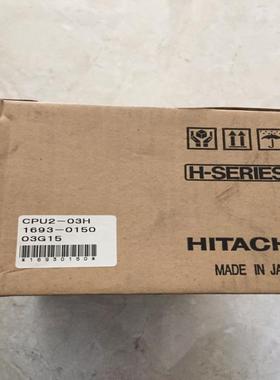 H-SERIES
CPU2-03H
1693-0150
03G15
*16930150*
HITACH
MADE IN JA